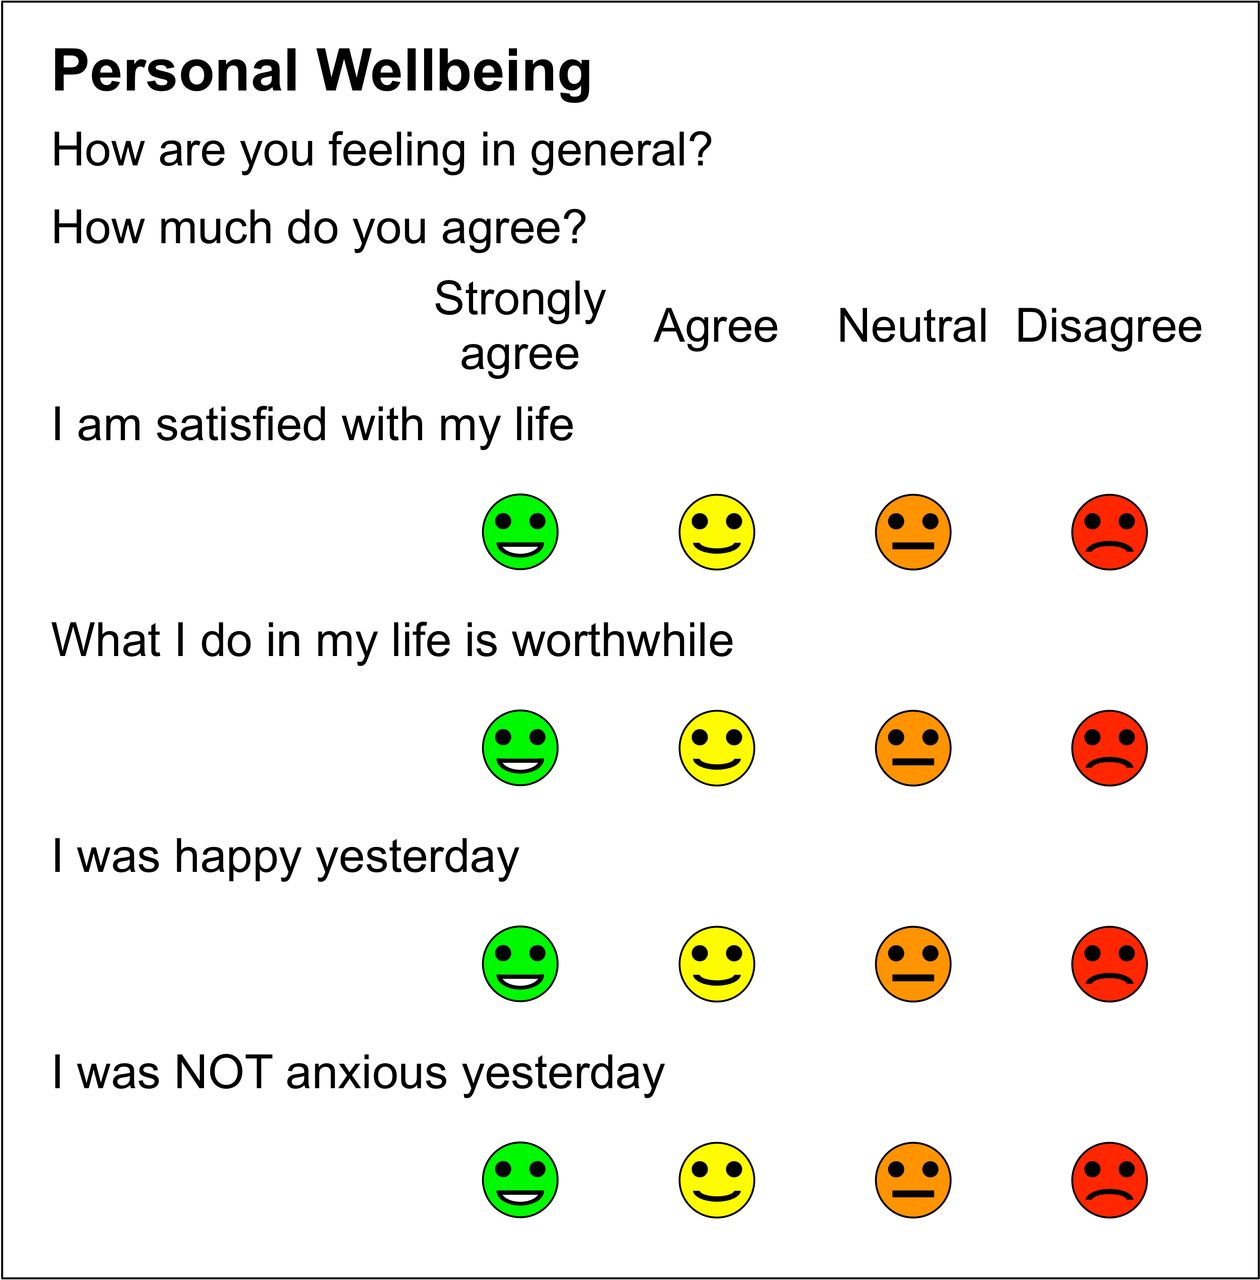 Personal Wellbeing
How are you feeling in general?
How much do you agree?
Strongly
agree
Agree
Neutral
Disagree
I am satisfied with my life
What I do in my life is worthwhile
I was happy yesterday
I was NOT anxious yesterday